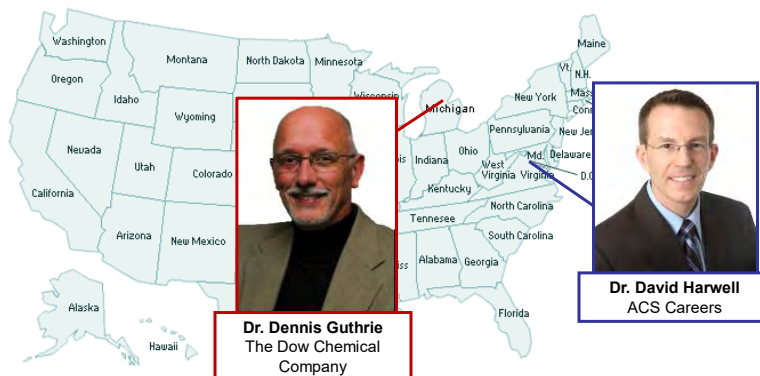 Washington
Montana
North Dakota
Minnesota
Maine
Vt.
N.H.
Oregon
Idaho
Wisconsin
Michigan
New York
Mass
Conn
Wyoming
Pennsylvania
New Jer
Nevada
Utah
Colorado
Indiana
Ohio
Md.
Delaware
West
Virginia
Virginia
D.C
California
Kentucky
North Carolina
Tennessee
Arizona
New Mexico
South Carolina
iss
Alabama
Georgia
Alaska
Hawaii
Florida
Dr. Dennis Guthrie
The Dow Chemical
Company
Dr. David Harwell
ACS Careers